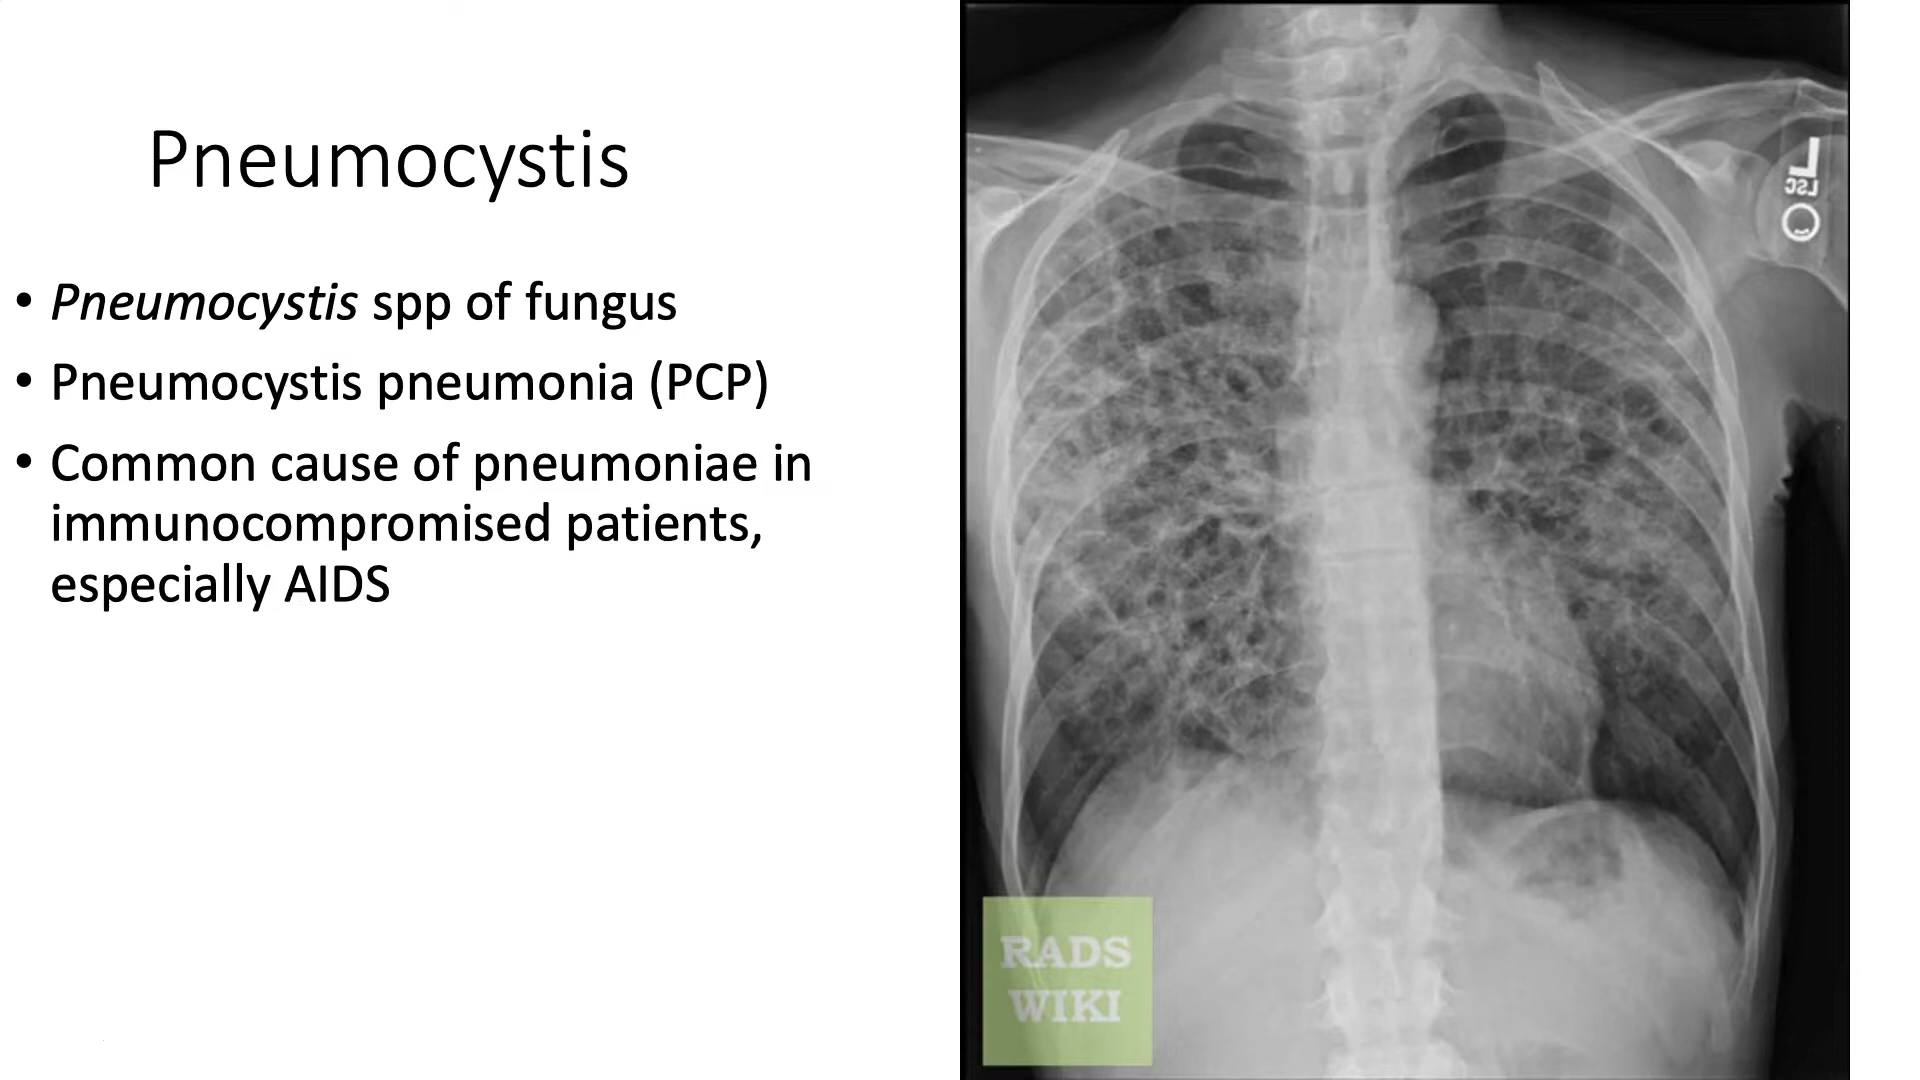 Pneumocystis
• Pneumocystis spp of fungus
• Pneumocystis pneumonia (PCP)
• Common cause of pneumoniae in
immunocompromised patients,
especially AIDS
L
LSC
RADS
WIKI